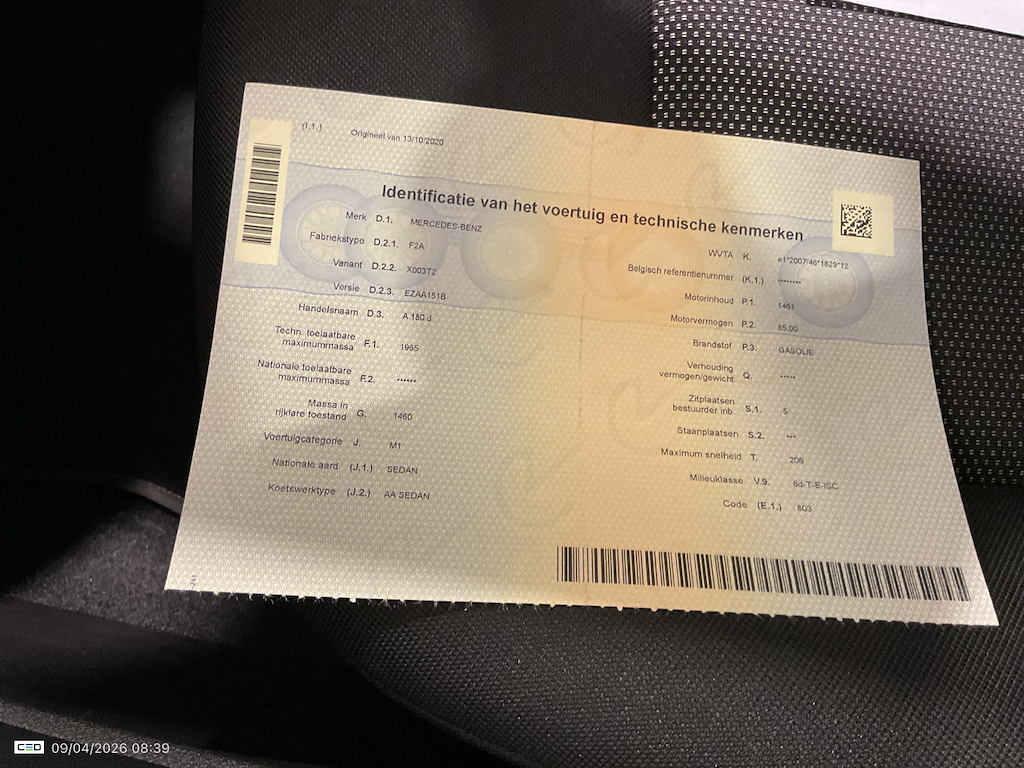 (I.1.) Origineel van 13/10/2020
Identificatie van het voertuig en technische kenmerken
Merk D.1. MERCEDES-BENZ
Fabriekstype D.2.1. F2A
Variant D.2.2. X003T2
Versie D.2.3. EZAA151B
Handelsnaam D.3. A 180 d
Techn. toelaatbare
maximummassa F.1. 1965
Nationale toelaatbare
maximummassa F.2. ******
Massa in
rijklare toestand G. 1460
Voertuigcategorie J. M1
Nationale aard (J.1.) SEDAN
Koetswerktype (J.2.) AA SEDAN
WVTA K. e1*2007/46*1829*12
Belgisch referentienummer (K.1.) ********
Motorinhoud P.1. 1461
Motorvermogen P.2. 85.00
Brandstof P.3. GASOLIE
Verhouding
vermogen/gewicht Q. *****
Zitplaatsen
bestuurder inb S.1. 5
Staanplaatsen S.2. ***
Maximum snelheid T. 206
Milieuklasse V.9. 6d-T-E-ISC
Code (E.1.) 803
CEO 09/04/2026 08:39